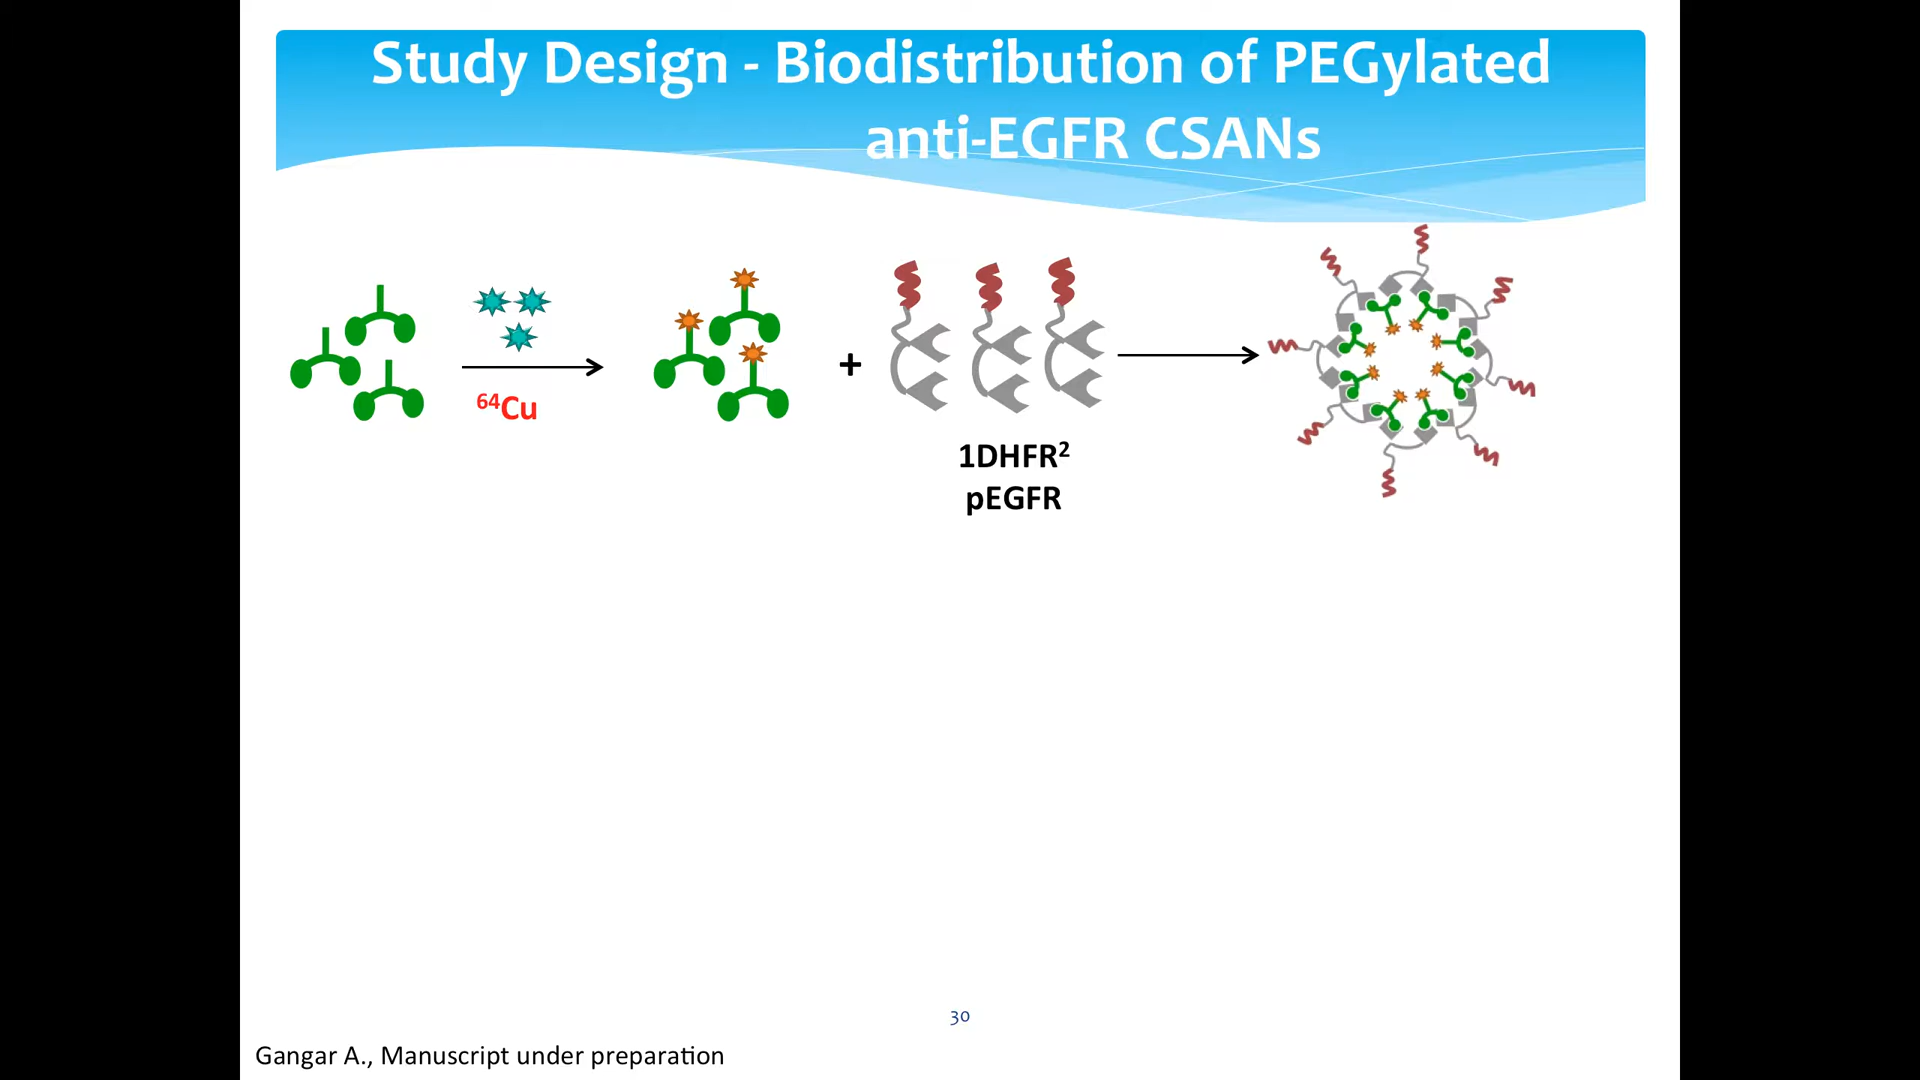 Study Design - Biodistribution of PEGylated
anti-EGFR CSANs
⁶⁴Cu
+
1DHFR²
pEGFR
30
Gangar A., Manuscript under preparation